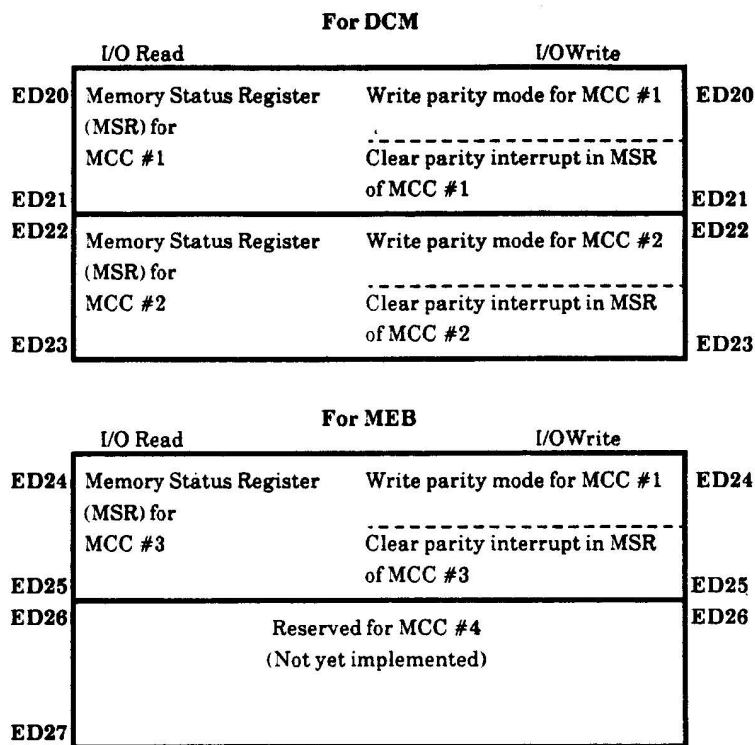 For DCM
I/O Read I/OWrite
ED20 Memory Status Register Write parity mode for MCC #1 ED20
(MSR) for
MCC #1 Clear parity interrupt in MSR
ED21 of MCC #1 ED21
ED22 Memory Status Register Write parity mode for MCC #2 ED22
(MSR) for
MCC #2 Clear parity interrupt in MSR
ED23 of MCC #2 ED23
For MEB
I/O Read I/OWrite
ED24 Memory Status Register Write parity mode for MCC #1 ED24
(MSR) for
MCC #3 Clear parity interrupt in MSR
ED25 of MCC #3 ED25
ED26 Reserved for MCC #4 ED26
(Not yet implemented)
ED27